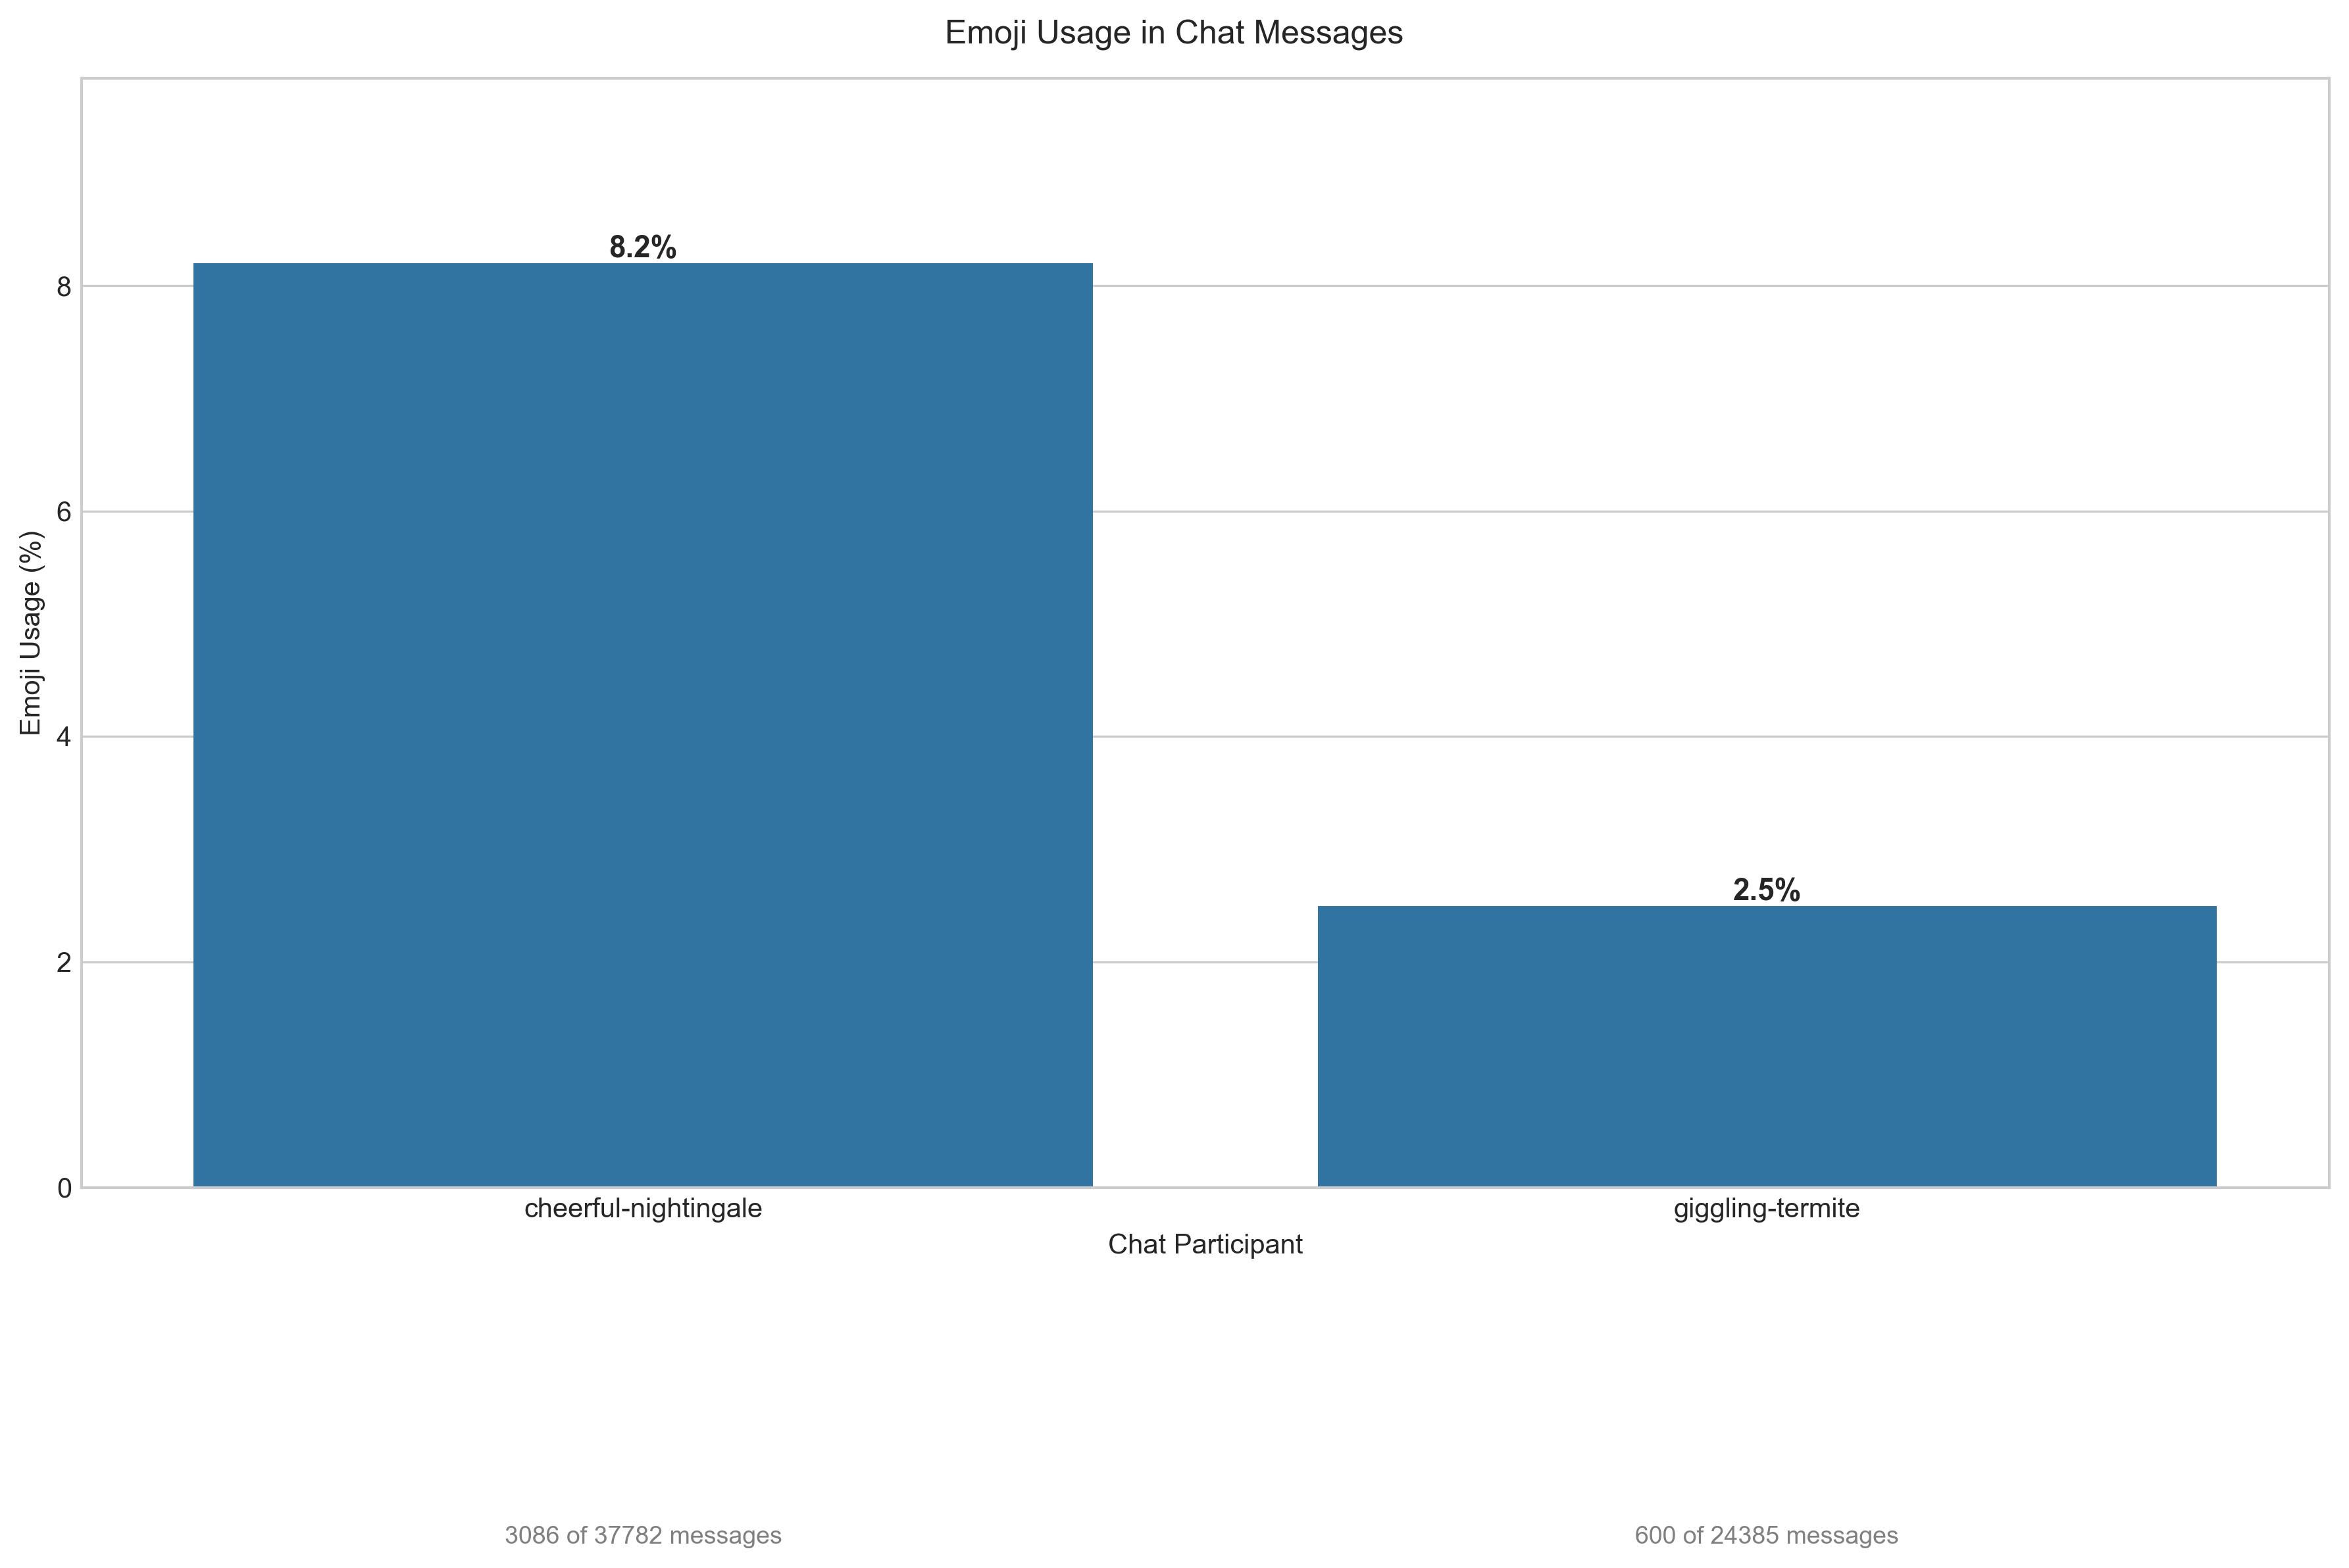 Emoji Usage in Chat Messages
8.2%
2.5%
8
6
4
2
0
Emoji Usage (%)
cheerful-nightingale
giggling-termite
Chat Participant
3086 of 37782 messages
600 of 24385 messages